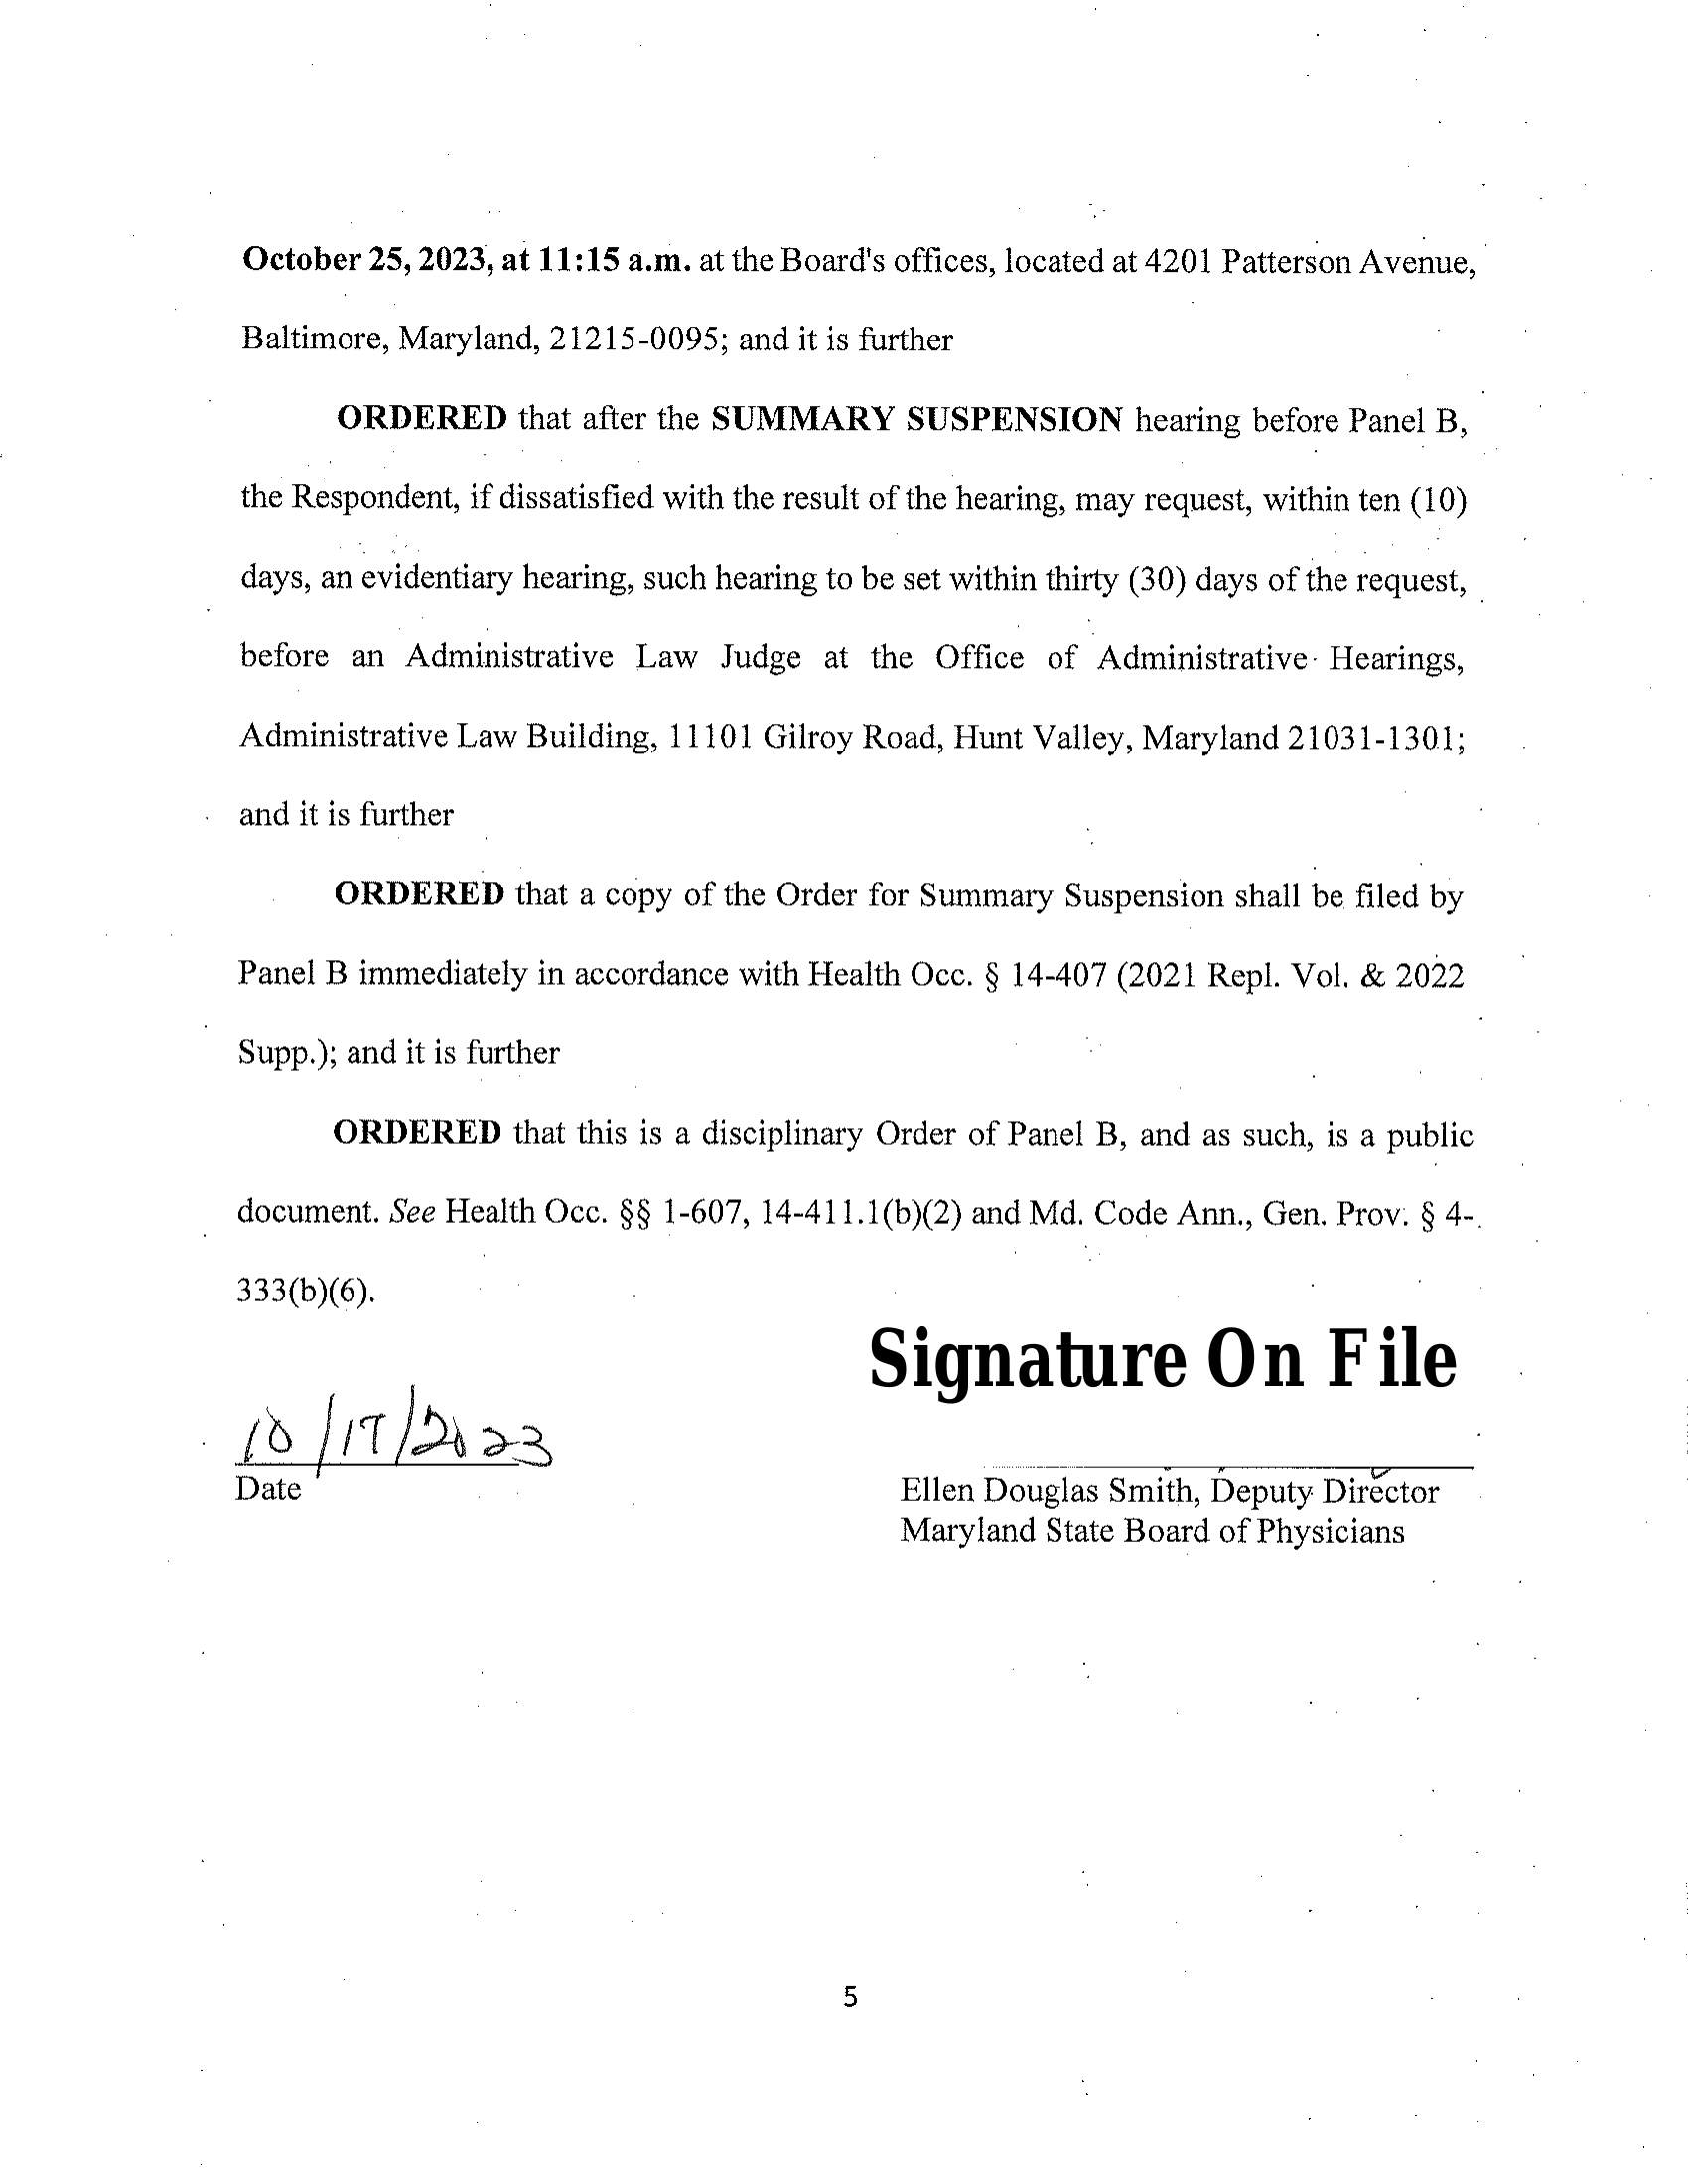 October 25, 2023, at 11:15 a.m. at the Board's offices, located at 4201 Patterson Avenue,
Baltimore, Maryland, 21215-0095; and it is further
ORDERED that after the SUMMARY SUSPENSION hearing before Panel B,
the Respondent, if dissatisfied with the result of the hearing, may request, within ten (10)
days, an evidentiary hearing, such hearing to be set within thirty (30) days of the request,
before an Administrative Law Judge at the Office of Administrative Hearings,
Administrative Law Building, 11101 Gilroy Road, Hunt Valley, Maryland 21031-1301;
and it is further
ORDERED that a copy of the Order for Summary Suspension shall be filed by
Panel B immediately in accordance with Health Occ. § 14-407 (2021 Repl. Vol. & 2022
Supp.); and it is further
ORDERED that this is a disciplinary Order of Panel B, and as such, is a public
document. See Health Occ. §§ 1-607, 14-411.1(b)(2) and Md. Code Ann., Gen. Prov. § 4-
333(b)(6).
Signature On File
10/17/2023
Date
Ellen Douglas Smith, Deputy Director
Maryland State Board of Physicians
5